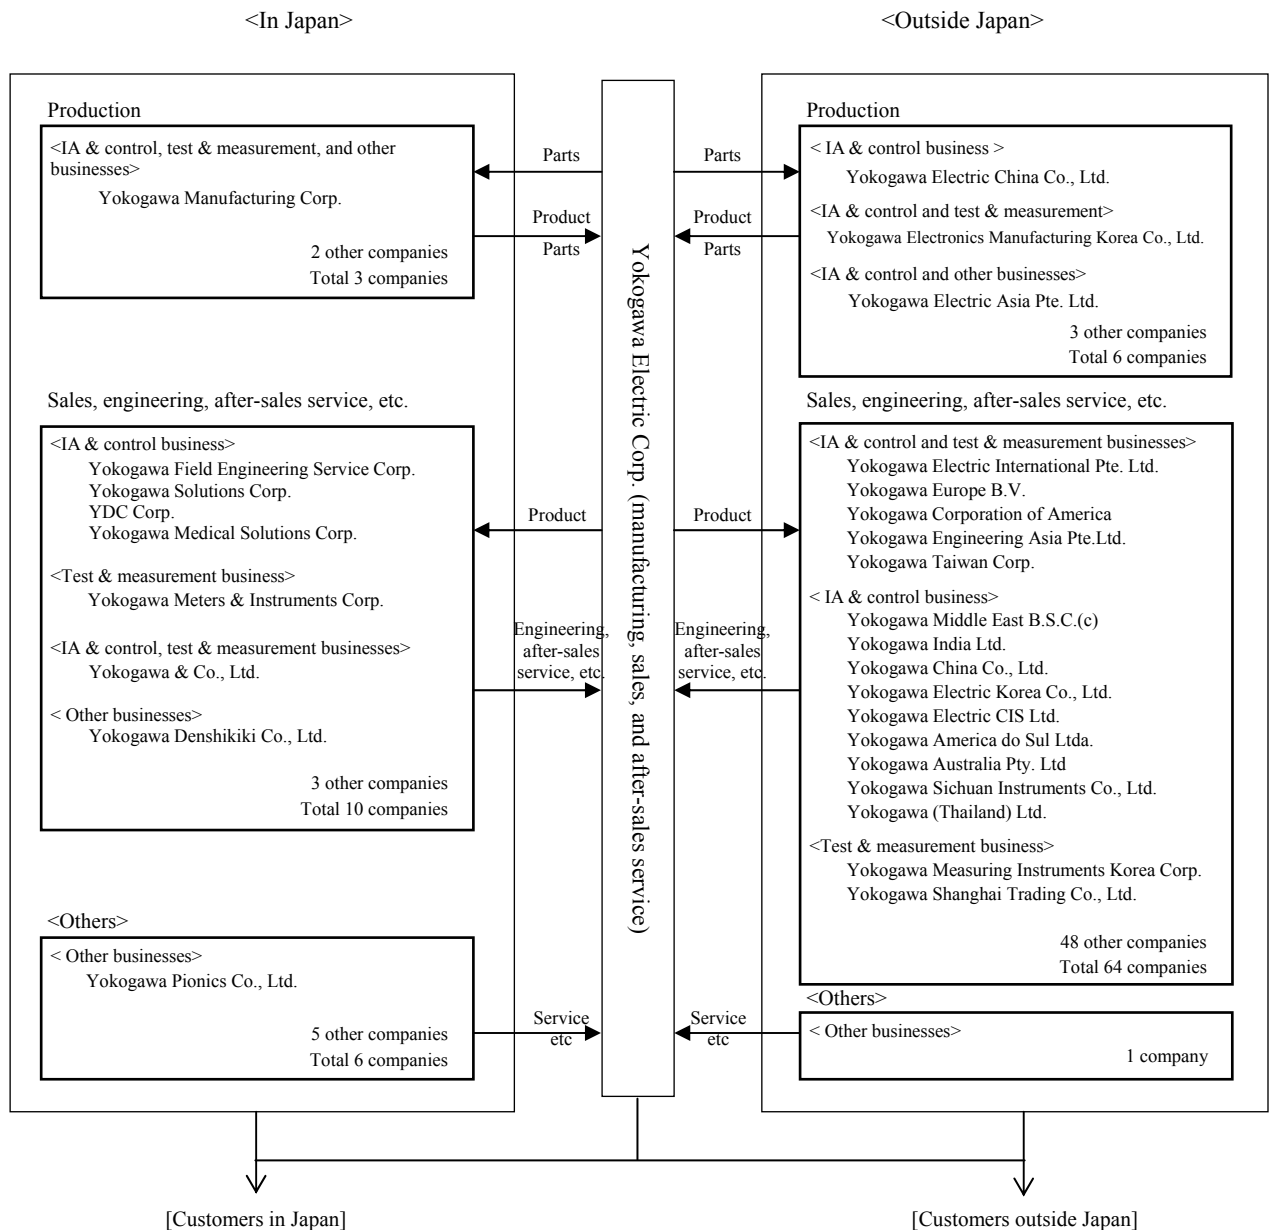 <In Japan>
Production
<IA & control, test & measurement, and other
businesses>
Yokogawa Manufacturing Corp.
2 other companies
Total 3 companies
Sales, engineering, after-sales service, etc.
<IA & control business>
Yokogawa Field Engineering Service Corp.
Yokogawa Solutions Corp.
YDC Corp.
Yokogawa Medical Solutions Corp.
<Test & measurement business>
Yokogawa Meters & Instruments Corp.
<IA & control, test & measurement businesses>
Yokogawa & Co., Ltd.
< Other businesses>
Yokogawa Denshikiki Co., Ltd.
3 other companies
Total 10 companies
<Others>
< Other businesses>
Yokogawa Pionics Co., Ltd.
5 other companies
Total 6 companies
Parts
Product
Parts
Product
Engineering,
after-sales
service, etc.
Service
etc
Yokogawa Electric Corp. (manufacturing, sales, and after-sales service)
Parts
Product
Parts
Product
Engineering,
after-sales
service, etc.
Service
etc
<Outside Japan>
Production
< IA & control business >
Yokogawa Electric China Co., Ltd.
<IA & control and test & measurement>
Yokogawa Electronics Manufacturing Korea Co., Ltd.
<IA & control and other businesses>
Yokogawa Electric Asia Pte. Ltd.
3 other companies
Total 6 companies
Sales, engineering, after-sales service, etc.
<IA & control and test & measurement businesses>
Yokogawa Electric International Pte. Ltd.
Yokogawa Europe B.V.
Yokogawa Corporation of America
Yokogawa Engineering Asia Pte.Ltd.
Yokogawa Taiwan Corp.
< IA & control business>
Yokogawa Middle East B.S.C.(c)
Yokogawa India Ltd.
Yokogawa China Co., Ltd.
Yokogawa Electric Korea Co., Ltd.
Yokogawa Electric CIS Ltd.
Yokogawa America do Sul Ltda.
Yokogawa Australia Pty. Ltd
Yokogawa Sichuan Instruments Co., Ltd.
Yokogawa (Thailand) Ltd.
<Test & measurement business>
Yokogawa Measuring Instruments Korea Corp.
Yokogawa Shanghai Trading Co., Ltd.
48 other companies
Total 64 companies
<Others>
< Other businesses>
1 company
[Customers in Japan]
[Customers outside Japan]